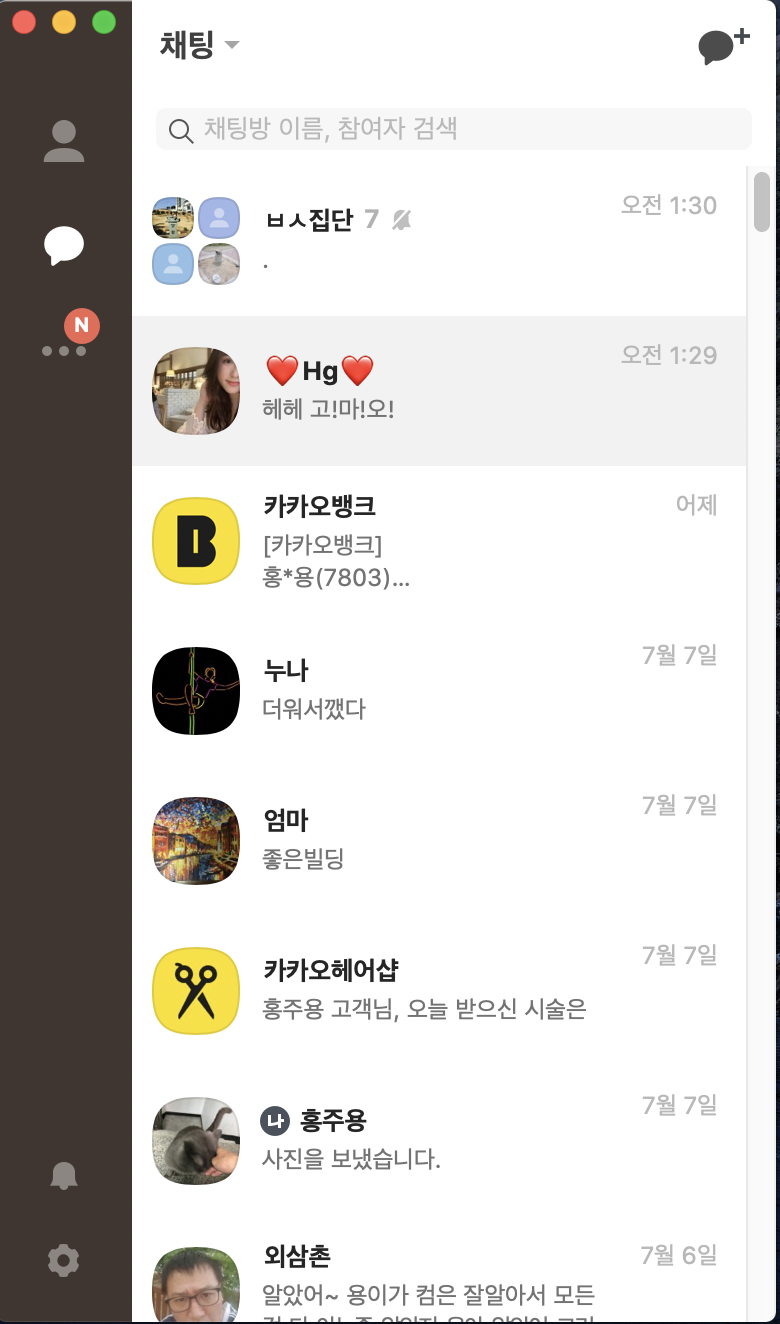 채팅
채팅방 이름, 참여자 검색
ㅂㅅ집단 7
오전 1:30
.
N
❤️Hg❤️
오전 1:29
헤헤 고!마!오!
카카오뱅크
어제
[카카오뱅크]
홍*용(7803)...
B
누나
7월 7일
더워서깼다
엄마
7월 7일
좋은빌딩
카카오헤어샵
7월 7일
홍주용 고객님, 오늘 받으신 시술은
나 홍주용
7월 7일
사진을 보냈습니다.
외삼촌
7월 6일
알았어~ 용이가 컴은 잘알아서 모든